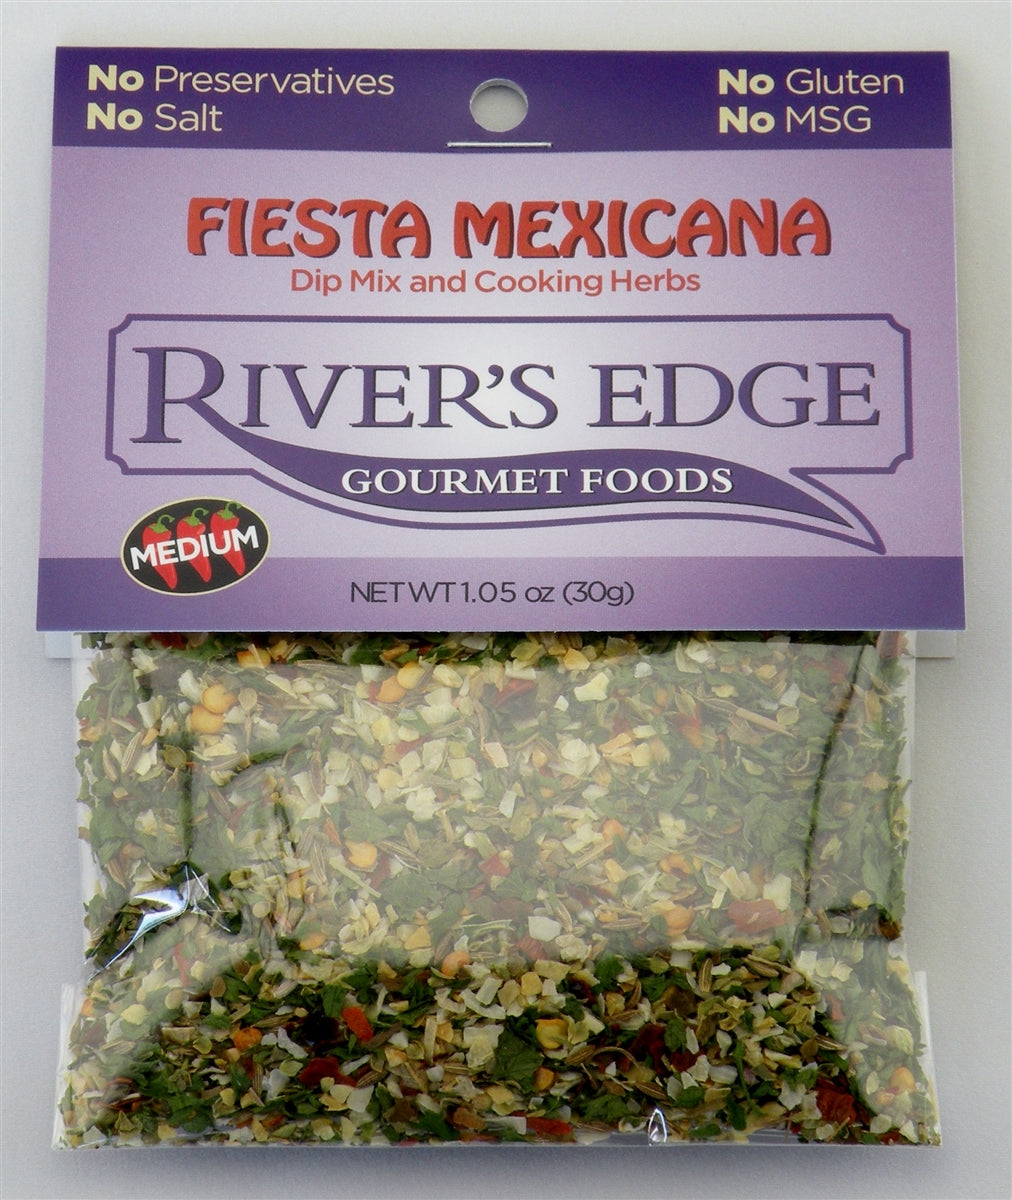 No Preservatives
No Salt
No Gluten
No MSG
FIESTA MEXICANA
Dip Mix and Cooking Herbs
RIVER'S EDGE
GOURMET FOODS
MEDIUM
NET WT 1.05 oz (30g)